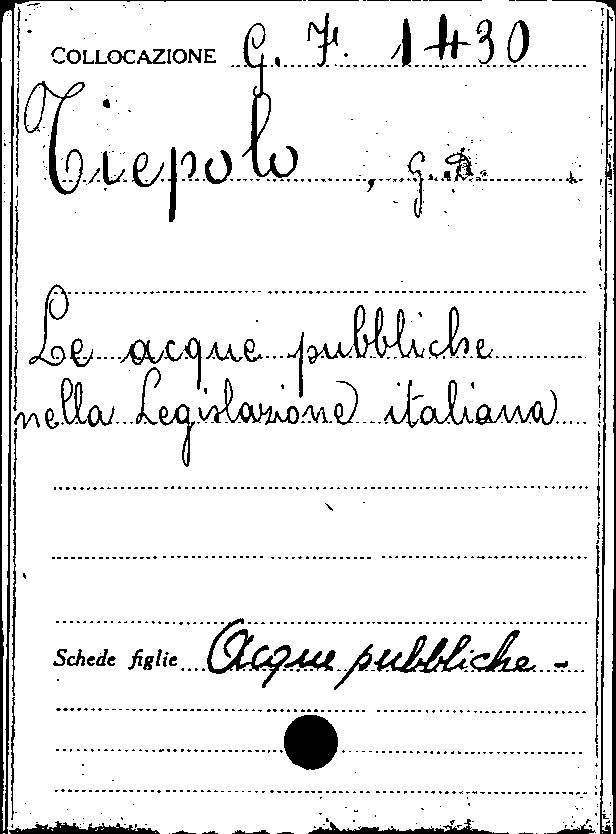 COLLOCAZIONE G. F. 1430
Tiepolo, G. D.
Le acque pubbliche
nella Legislazione italiana
Schede figlie Acque pubbliche -